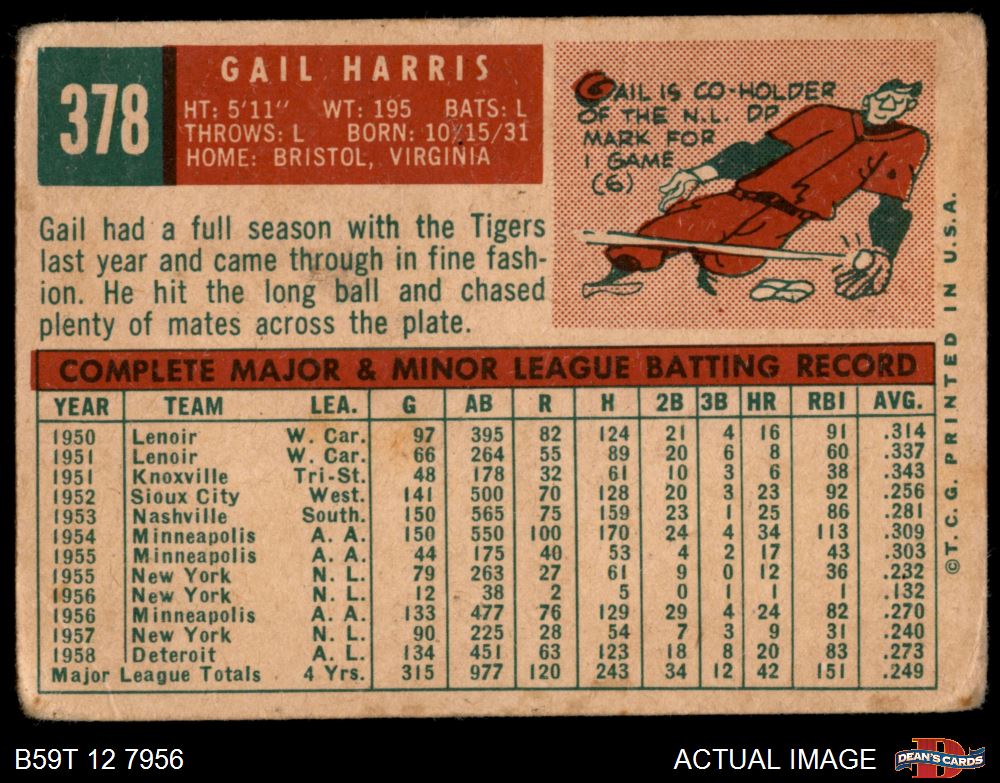 378
GAIL HARRIS
HT: 5'11" WT: 195 BATS: L
THROWS: L BORN: 10/15/31
HOME: BRISTOL, VIRGINIA
GAIL IS CO-HOLDER
OF THE N.L. DP
MARK FOR
1 GAME
(6)
Gail had a full season with the Tigers
last year and came through in fine fash-
ion. He hit the long ball and chased
plenty of mates across the plate.
COMPLETE MAJOR & MINOR LEAGUE BATTING RECORD
YEAR TEAM LEA. G AB R H 2B 3B HR RBI AVG.
1950 Lenoir W. Car. 97 395 82 124 21 4 16 91 .314
1951 Lenoir W. Car. 66 264 55 89 20 6 8 60 .337
1951 Knoxville Tri-St. 48 178 32 61 10 3 6 38 .343
1952 Sioux City West. 141 500 70 128 20 3 23 92 .256
1953 Nashville South. 150 565 75 159 23 1 25 86 .281
1954 Minneapolis A. A. 150 550 100 170 24 4 34 113 .309
1955 Minneapolis A. A. 44 175 40 53 4 2 17 43 .303
1955 New York N. L. 79 263 27 61 9 0 12 36 .232
1956 New York N. L. 12 38 2 5 0 1 1 1 .132
1956 Minneapolis A. A. 133 477 76 129 29 4 24 82 .270
1957 New York N. L. 90 225 28 54 7 3 9 31 .240
1958 Deteroit A. L. 134 451 63 123 18 8 20 83 .273
Major League Totals 4 Yrs. 315 977 120 243 34 12 42 151 .249
©T. C. G. PRINTED IN U.S.A.
B59T 12 7956
ACTUAL IMAGE
D
DEAN'S CARDS